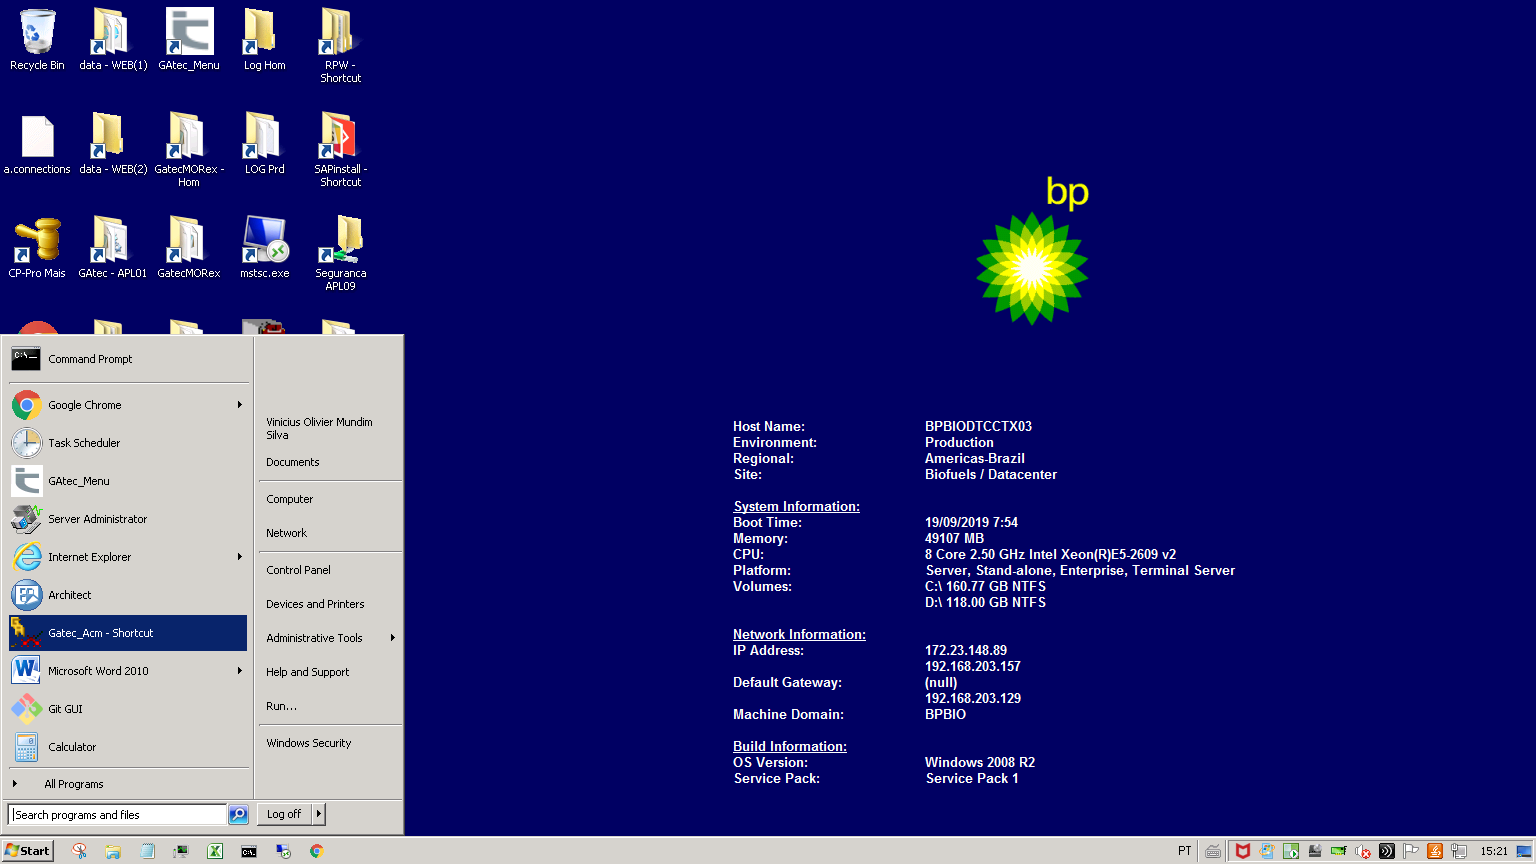 Recycle Bin
data - WEB(1)
GAtec_Menu
Log Hom
RPW -
Shortcut
a.connections
data - WEB(2)
GatecMORex -
Hom
LOG Prd
SAPinstall -
Shortcut
CP-Pro Mais
GAtec - APL01
GatecMORex
mstsc.exe
Seguranca
APL09
bp
Command Prompt
Google Chrome
Task Scheduler
GAtec_Menu
Server Administrator
Internet Explorer
Architect
Gatec_Acm - Shortcut
Microsoft Word 2010
Git GUI
Calculator
All Programs
Search programs and files
Vinicius Olivier Mundim
Silva
Documents
Computer
Network
Control Panel
Devices and Printers
Administrative Tools
Help and Support
Run...
Windows Security
Log off
Host Name: BPBIODTCCTX03
Environment: Production
Regional: Americas-Brazil
Site: Biofuels / Datacenter
System Information:
Boot Time: 19/09/2019 7:54
Memory: 49107 MB
CPU: 8 Core 2.50 GHz Intel Xeon(R)E5-2609 v2
Platform: Server, Stand-alone, Enterprise, Terminal Server
Volumes: C:\ 160.77 GB NTFS
D:\ 118.00 GB NTFS
Network Information:
IP Address: 172.23.148.89
192.168.203.157
Default Gateway: (null)
192.168.203.129
Machine Domain: BPBIO
Build Information:
OS Version: Windows 2008 R2
Service Pack: Service Pack 1
Start
PT
15:21